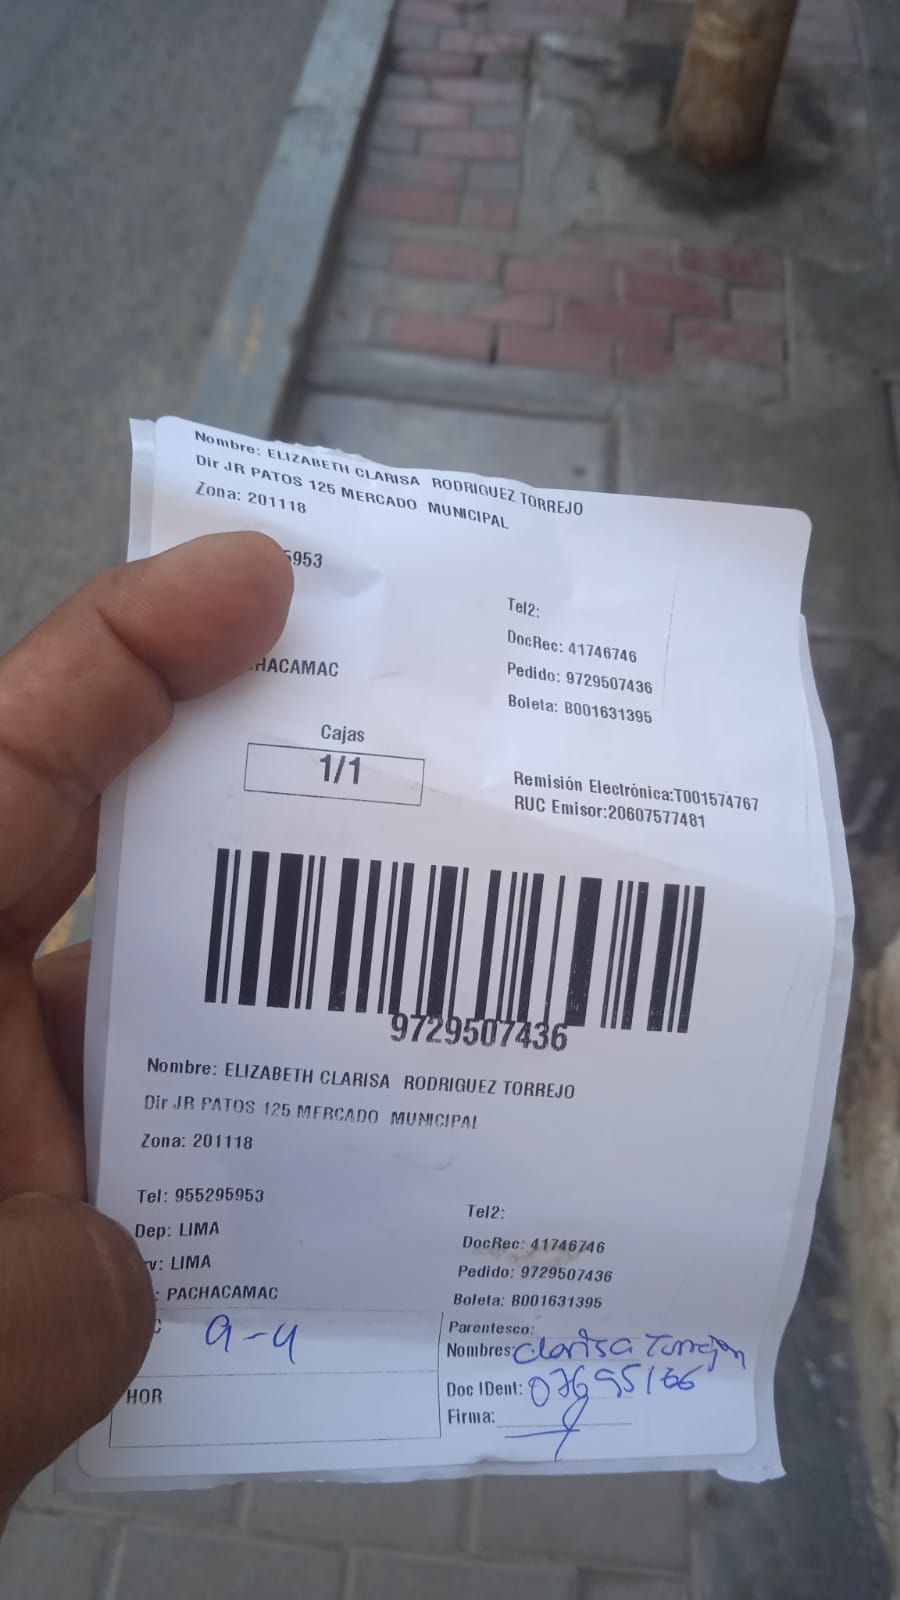 Nombre: ELIZABETH CLARISA RODRIGUEZ TORREJO
Dir JR PATOS 125 MERCADO MUNICIPAL
Zona: 201118
5953
Tel2:
DocRec: 41746746
HACAMAC
Pedido: 9729507436
Boleta: B001631395
Cajas
1/1
Remisión Electrónica:T001574767
RUC Emisor:20607577481
9729507436
Nombre: ELIZABETH CLARISA RODRIGUEZ TORREJO
Dir JR PATOS 125 MERCADO MUNICIPAL
Zona: 201118
Tel: 955295953
Tel2:
Dep: LIMA
DocRec: 41746746
v: LIMA
Pedido: 9729507436
: PACHACAMAC
Boleta: B001631395
Parentesco:
C 9-4
Nombres: Clarisa Torrejon
Doc IDent: 07695166
HOR
Firma: